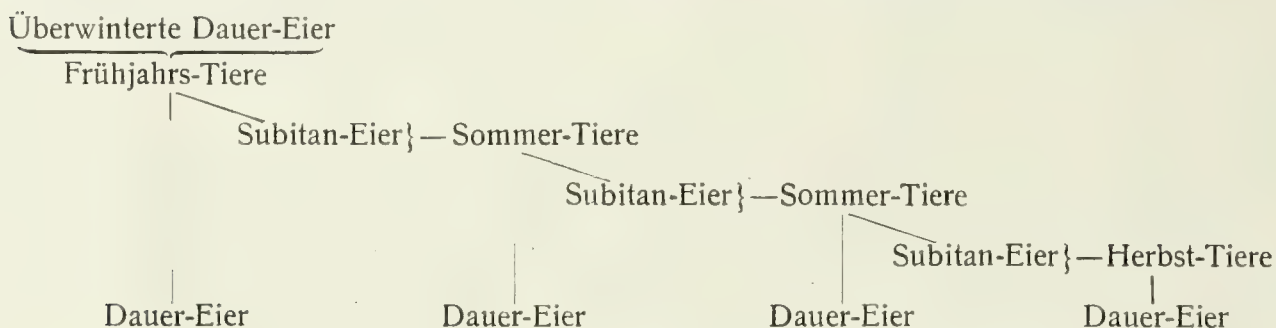 Überwinterte Dauer-Eier
Frühjahrs-Tiere
Subitan-Eier} — Sommer-Tiere
Subitan-Eier} — Sommer-Tiere
Subitan-Eier} — Herbst-Tiere
Dauer-Eier Dauer-Eier Dauer-Eier Dauer-Eier